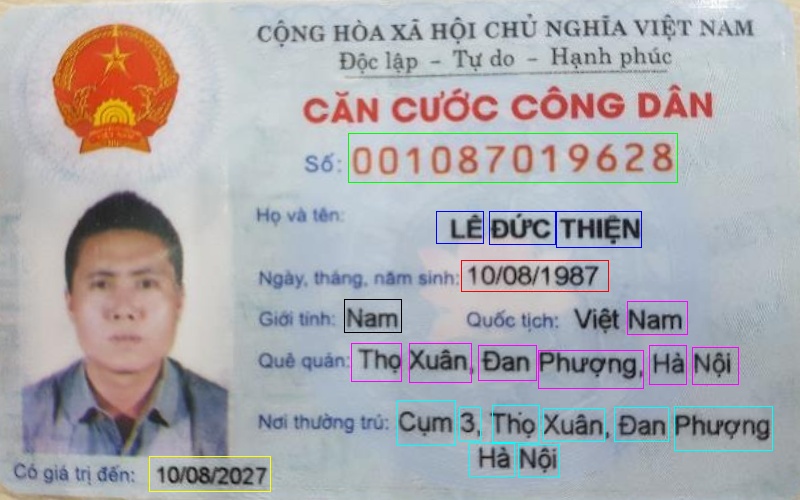 CỘNG HÒA XÃ HỘI CHỦ NGHĨA VIỆT NAM
Độc lập - Tự do - Hạnh phúc
CĂN CƯỚC CÔNG DÂN
Số: 001087019628
Họ và tên: LÊ ĐỨC THIỆN
Ngày, tháng, năm sinh: 10/08/1987
Giới tính: Nam Quốc tịch: Việt Nam
Quê quán: Thọ Xuân, Đan Phượng, Hà Nội
Nơi thường trú: Cụm 3, Thọ Xuân, Đan Phượng
Hà Nội
Có giá trị đến: 10/08/2027